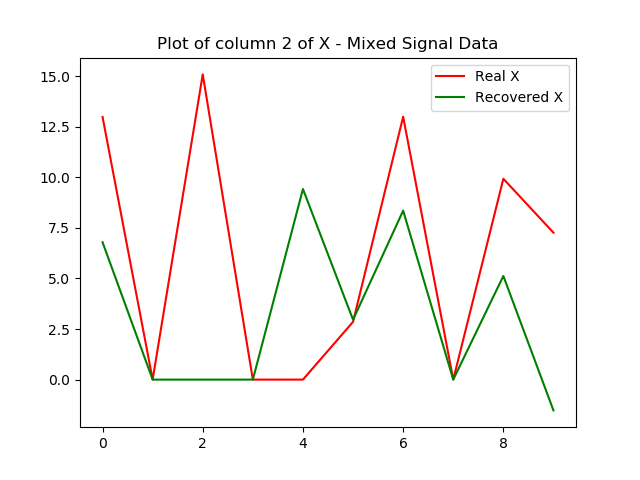 Plot of column 2 of X - Mixed Signal Data
Real X
Recovered X
15.0
12.5
10.0
7.5
5.0
2.5
0.0
0 2 4 6 8